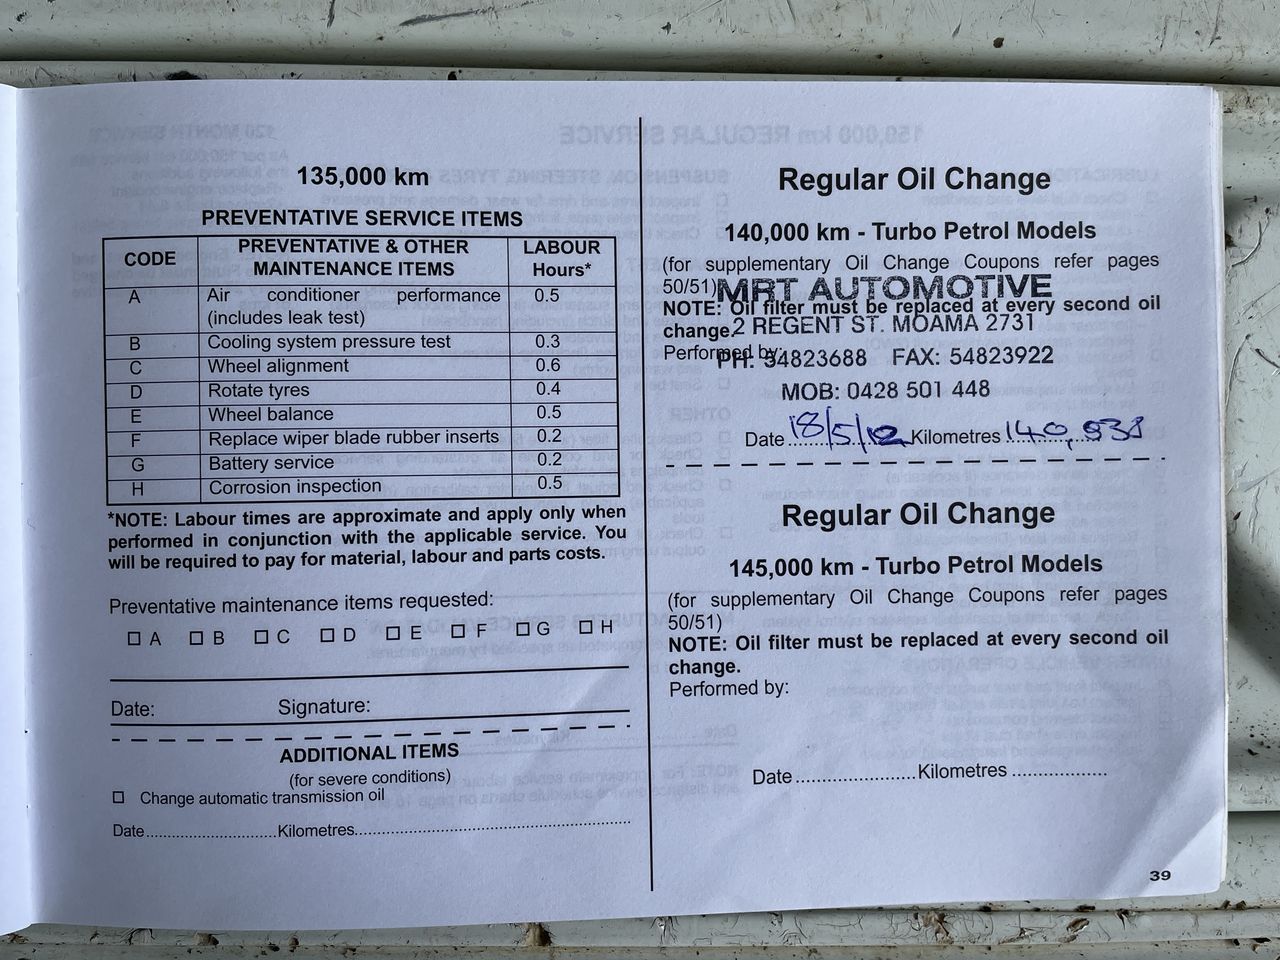 135,000 km
PREVENTATIVE SERVICE ITEMS
CODE PREVENTATIVE & OTHER MAINTENANCE ITEMS LABOUR Hours*
A Air conditioner performance (includes leak test) 0.5
B Cooling system pressure test 0.3
C Wheel alignment 0.6
D Rotate tyres 0.4
E Wheel balance 0.5
F Replace wiper blade rubber inserts 0.2
G Battery service 0.2
H Corrosion inspection 0.5
*NOTE: Labour times are approximate and apply only when
performed in conjunction with the applicable service. You
will be required to pay for material, labour and parts costs.
Preventative maintenance items requested:
A B C D E F G H
Date: Signature:
ADDITIONAL ITEMS
(for severe conditions)
Change automatic transmission oil
Date Kilometres
Regular Oil Change
140,000 km - Turbo Petrol Models
(for supplementary Oil Change Coupons refer pages
50/51)
MRT AUTOMOTIVE
NOTE: Oil filter must be replaced at every second oil
change.
2 REGENT ST. MOAMA 2731
Performed by:
PH: 54823688 FAX: 54823922
MOB: 0428 501 448
Date 18/5/12 Kilometres
Regular Oil Change
145,000 km - Turbo Petrol Models
(for supplementary Oil Change Coupons refer pages
50/51)
NOTE: Oil filter must be replaced at every second oil
change.
Performed by:
Date Kilometres
39